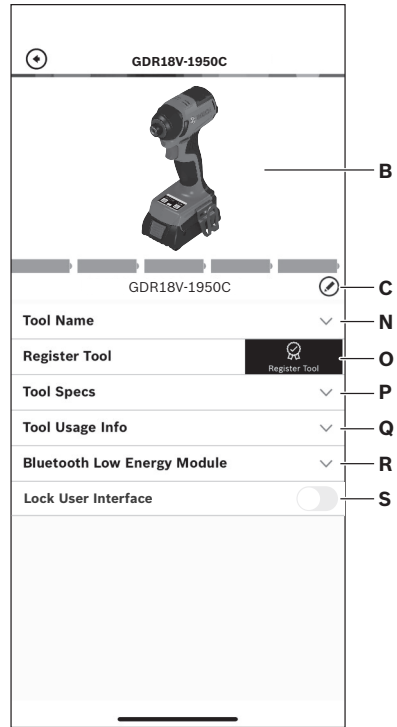 GDR18V-1950C
B
GDR18V-1950C
C
Tool Name
N
Register Tool
Register Tool
O
Tool Specs
P
Tool Usage Info
Q
Bluetooth Low Energy Module
R
Lock User Interface
S